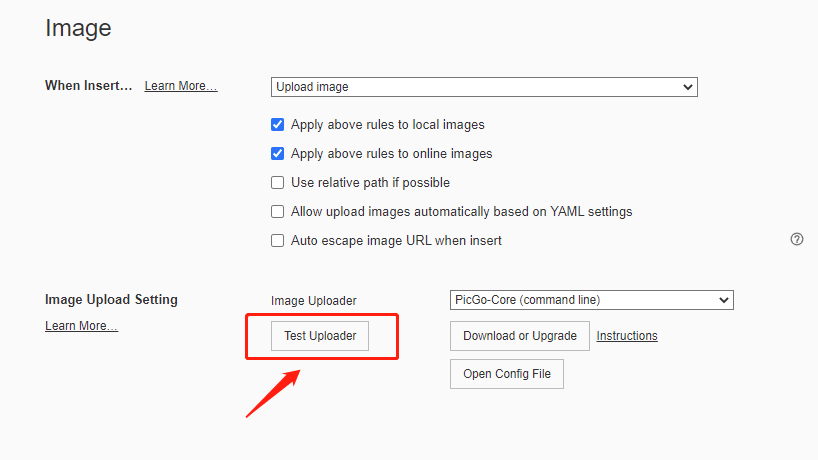 Image
When Insert... Learn More... Upload image
Apply above rules to local images
Apply above rules to online images
Use relative path if possible
Allow upload images automatically based on YAML settings
Auto escape image URL when insert
Image Upload Setting Image Uploader PicGo-Core (command line)
Learn More... Test Uploader Download or Upgrade Instructions
Open Config File